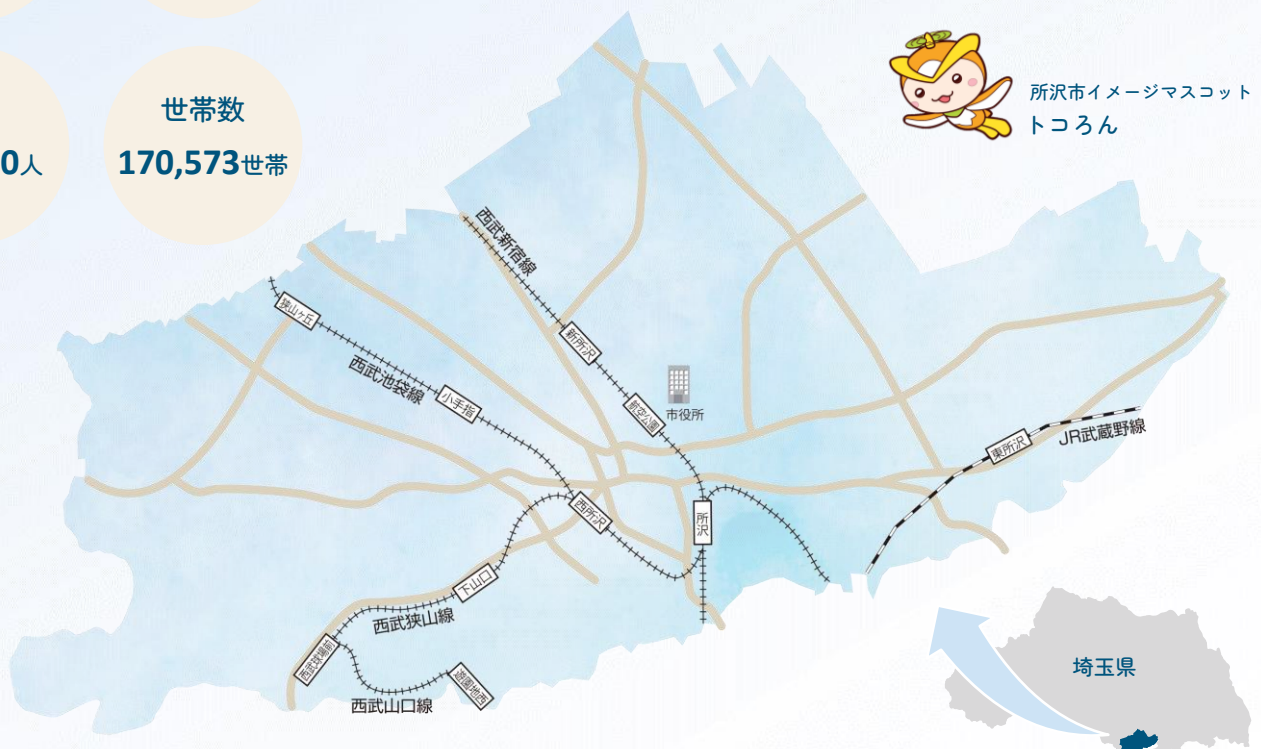 世帯数
0人
170,573世帯
所沢市イメージマスコット
トコろん
西武新宿線
狭山ヶ丘
新所沢
西武池袋線
小手指
航空公園
市役所
東所沢
JR武蔵野線
西所沢
所沢
下山口
西武狭山線
西武球場前
遊園地西
西武山口線
埼玉県